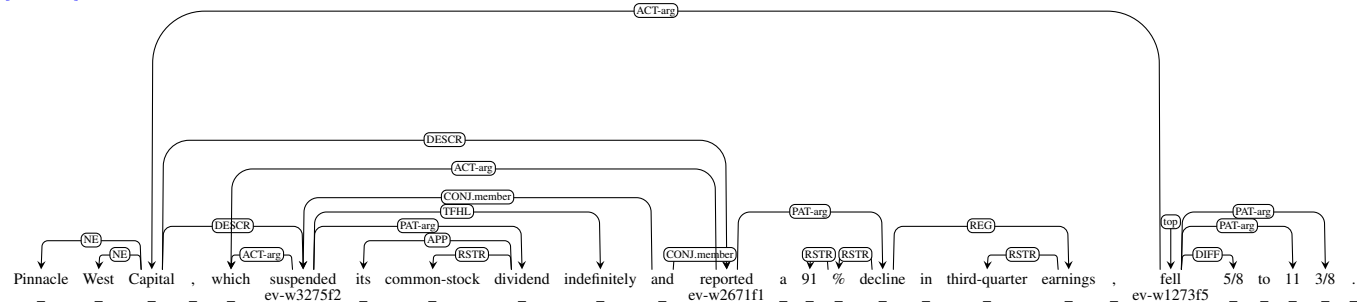 ACT-arg
DESCR
ACT-arg
CONJ.member
TFHL
DESCR PAT-arg PAT-arg REG top PAT-arg
PAT-arg
NE APP
NE ACT-arg RSTR CONJ.member RSTR RSTR RSTR DIFF
Pinnacle West Capital , which suspended its common-stock dividend indefinitely and reported a 91 % decline in third-quarter earnings , fell 5/8 to 11 3/8 .
_ _ _ _ _ ev-w3275f2 _ _ _ _ _ ev-w2671f1 _ _ _ _ _ _ _ _ ev-w1273f5 _ _ _ _ _